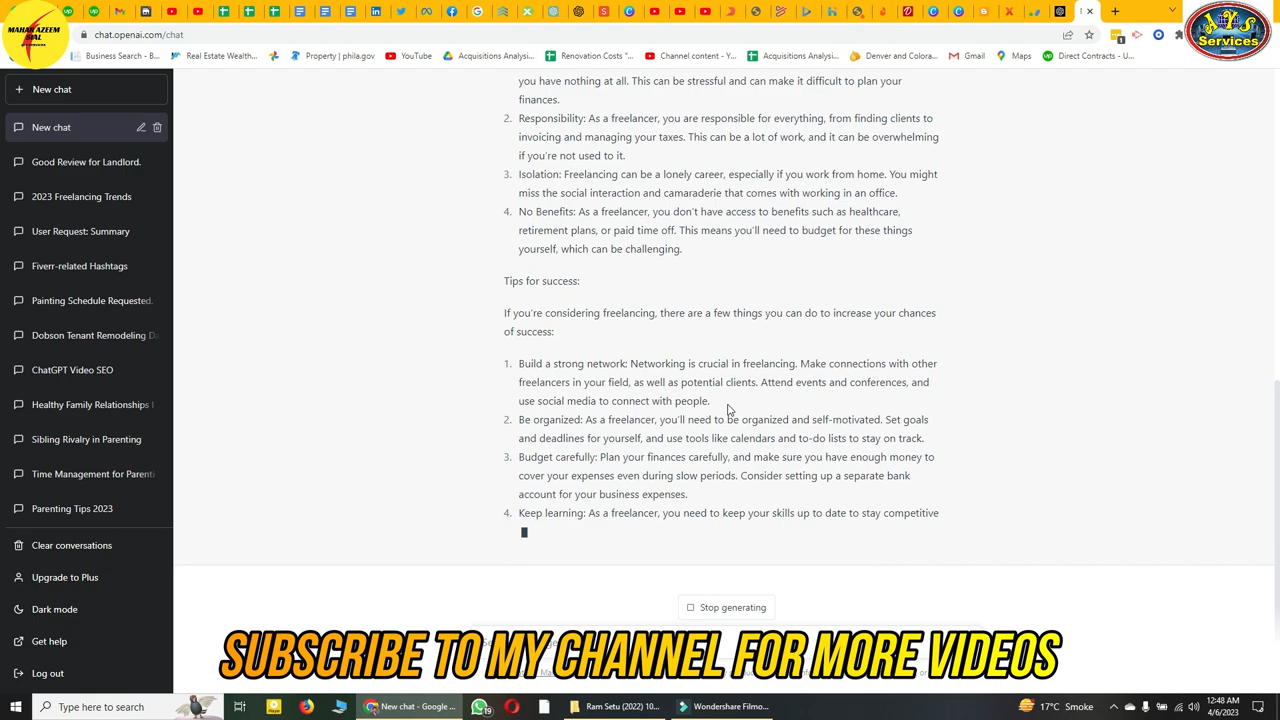 MAHAR AZEEM
SIAL
AZS
Services
chat.openai.com/chat
Business Search - B...
Real Estate Wealth...
Property | phila.gov
YouTube
Acquisitions Analysi...
Renovation Costs "...
Channel content - Y...
Acquisitions Analysi...
Denver and Colora...
Gmail
Maps
Direct Contracts - U...
New chat
New chat
Good Review for Landlord.
2023 Freelancing Trends
User Request: Summary
Fiverr-related Hashtags
Painting Schedule Requested.
Dobson Tenant Remodeling Da
ChatGPT Video SEO
Healthy Family Relationships I
Sibling Rivalry in Parenting
Time Management for Parenti
Parenting Tips 2023
Clear conversations
Upgrade to Plus
Dark mode
Get help
Log out
you have nothing at all. This can be stressful and can make it difficult to plan your
finances.
2. Responsibility: As a freelancer, you are responsible for everything, from finding clients to
invoicing and managing your taxes. This can be a lot of work, and it can be overwhelming
if you're not used to it.
3. Isolation: Freelancing can be a lonely career, especially if you work from home. You might
miss the social interaction and camaraderie that comes with working in an office.
4. No Benefits: As a freelancer, you don't have access to benefits such as healthcare,
retirement plans, or paid time off. This means you'll need to budget for these things
yourself, which can be challenging.
Tips for success:
If you're considering freelancing, there are a few things you can do to increase your chances
of success:
1. Build a strong network: Networking is crucial in freelancing. Make connections with other
freelancers in your field, as well as potential clients. Attend events and conferences, and
use social media to connect with people.
2. Be organized: As a freelancer, you'll need to be organized and self-motivated. Set goals
and deadlines for yourself, and use tools like calendars and to-do lists to stay on track.
3. Budget carefully: Plan your finances carefully, and make sure you have enough money to
cover your expenses even during slow periods. Consider setting up a separate bank
account for your business expenses.
4. Keep learning: As a freelancer, you need to keep your skills up to date to stay competitive
Stop generating
SUBSCRIBE TO MY CHANNEL FOR MORE VIDEOS
Type here to search
New chat - Google ...
19
Ram Setu (2022) 10...
Wondershare Filmo...
17°C Smoke
12:48 AM
4/6/2023